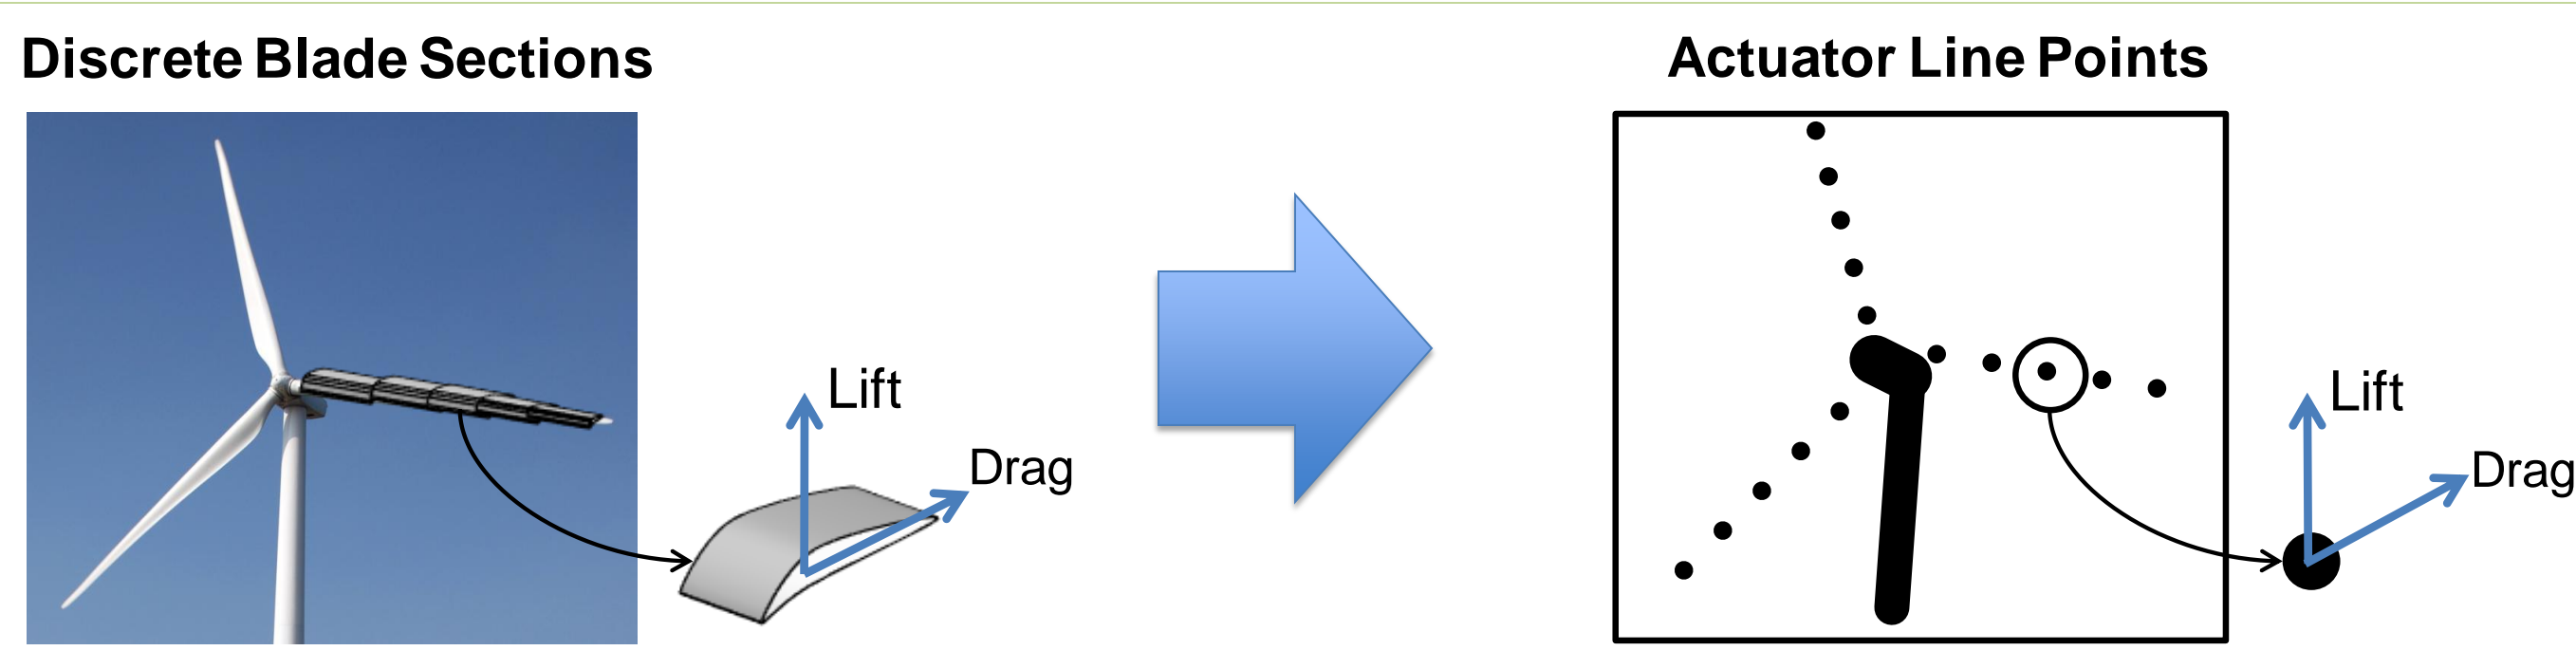 Discrete Blade Sections
Actuator Line Points
Lift
Drag
Lift
Drag